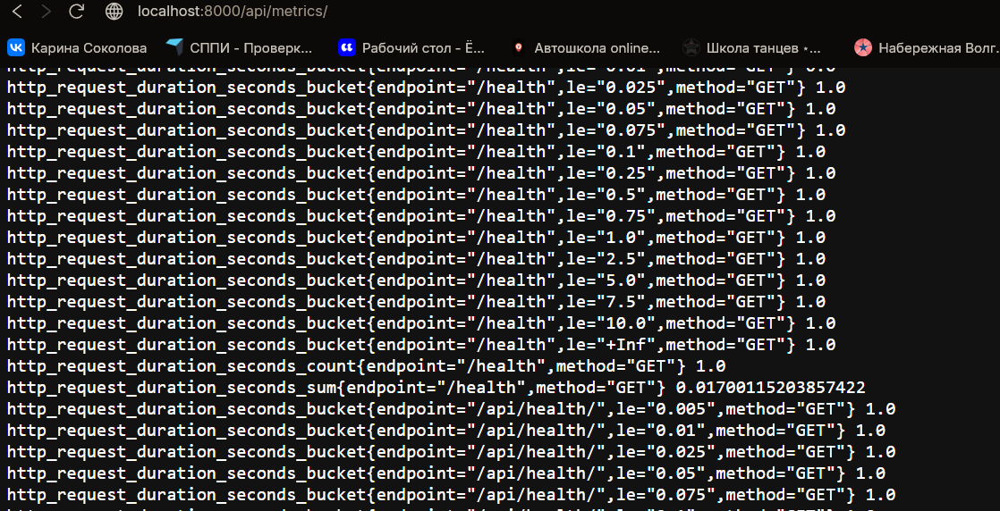 localhost:8000/api/metrics/
Карина Соколова СППИ - Проверк... Рабочий стол - Ё... Автошкола online... Школа танцев ⋆... Набережная Волг.
http_request_duration_seconds_bucket{endpoint="/health",le="0.01",method="GET"} 0.0
http_request_duration_seconds_bucket{endpoint="/health",le="0.025",method="GET"} 1.0
http_request_duration_seconds_bucket{endpoint="/health",le="0.05",method="GET"} 1.0
http_request_duration_seconds_bucket{endpoint="/health",le="0.075",method="GET"} 1.0
http_request_duration_seconds_bucket{endpoint="/health",le="0.1",method="GET"} 1.0
http_request_duration_seconds_bucket{endpoint="/health",le="0.25",method="GET"} 1.0
http_request_duration_seconds_bucket{endpoint="/health",le="0.5",method="GET"} 1.0
http_request_duration_seconds_bucket{endpoint="/health",le="0.75",method="GET"} 1.0
http_request_duration_seconds_bucket{endpoint="/health",le="1.0",method="GET"} 1.0
http_request_duration_seconds_bucket{endpoint="/health",le="2.5",method="GET"} 1.0
http_request_duration_seconds_bucket{endpoint="/health",le="5.0",method="GET"} 1.0
http_request_duration_seconds_bucket{endpoint="/health",le="7.5",method="GET"} 1.0
http_request_duration_seconds_bucket{endpoint="/health",le="10.0",method="GET"} 1.0
http_request_duration_seconds_bucket{endpoint="/health",le="+Inf",method="GET"} 1.0
http_request_duration_seconds_count{endpoint="/health",method="GET"} 1.0
http_request_duration_seconds_sum{endpoint="/health",method="GET"} 0.01700115203857422
http_request_duration_seconds_bucket{endpoint="/api/health/",le="0.005",method="GET"} 1.0
http_request_duration_seconds_bucket{endpoint="/api/health/",le="0.01",method="GET"} 1.0
http_request_duration_seconds_bucket{endpoint="/api/health/",le="0.025",method="GET"} 1.0
http_request_duration_seconds_bucket{endpoint="/api/health/",le="0.05",method="GET"} 1.0
http_request_duration_seconds_bucket{endpoint="/api/health/",le="0.075",method="GET"} 1.0